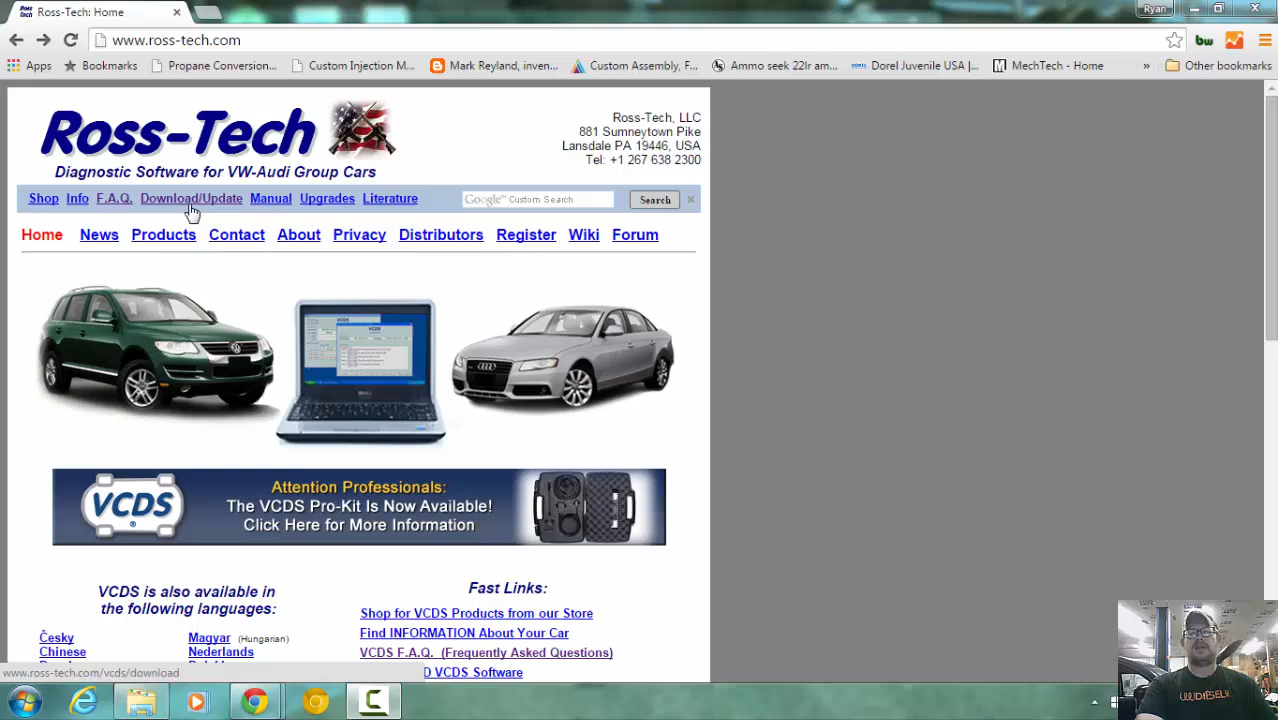 Ross-Tech: Home
Ryan
www.ross-tech.com
Apps
Bookmarks
Propane Conversion...
Custom Injection M...
Mark Reyland, inven...
Custom Assembly, F...
Ammo seek 22lr am...
Dorel Juvenile USA |...
MechTech - Home
»
Other bookmarks
Ross-Tech
Diagnostic Software for VW-Audi Group Cars
Ross-Tech, LLC
881 Sumneytown Pike
Lansdale PA 19446, USA
Tel: +1 267 638 2300
Shop Info F.A.Q. Download/Update Manual Upgrades Literature
Google™ Custom Search
Search
Home News Products Contact About Privacy Distributors Register Wiki Forum
VCDS
Attention Professionals:
The VCDS Pro-Kit Is Now Available!
Click Here for More Information
VCDS is also available in
the following languages:
Česky
Chinese
Magyar (Hungarian)
Nederlands
Fast Links:
Shop for VCDS Products from our Store
Find INFORMATION About Your Car
VCDS F.A.Q. (Frequently Asked Questions)
D VCDS Software
www.ross-tech.com/vcds/download